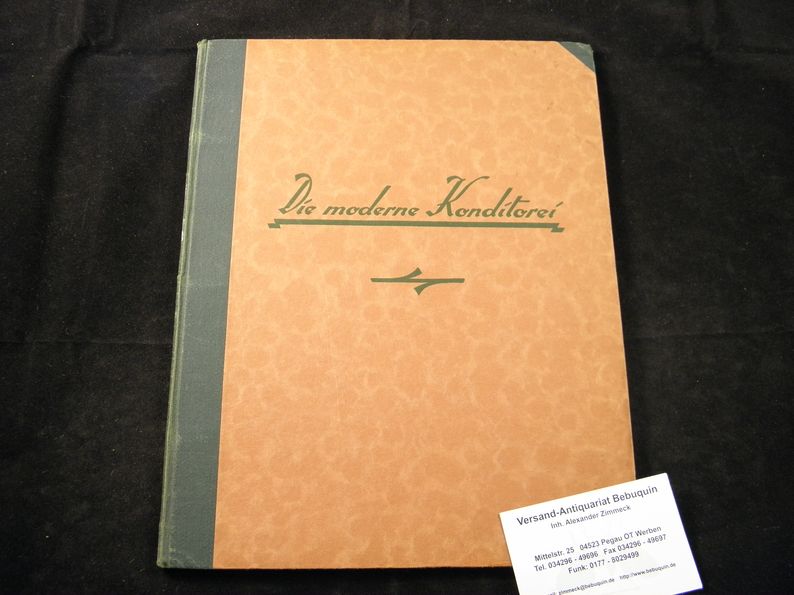 Die moderne Konditorei
Versand-Antiquariat Bebuquin
Inh. Alexander Zimmeck
Mittelstr. 25 04523 Pegau OT Werben
Tel. 034296 - 49696 Fax 034296 - 49697
Funk: 0177 - 8029499
zimmeck@bebuquin.de http://www.bebuquin.de